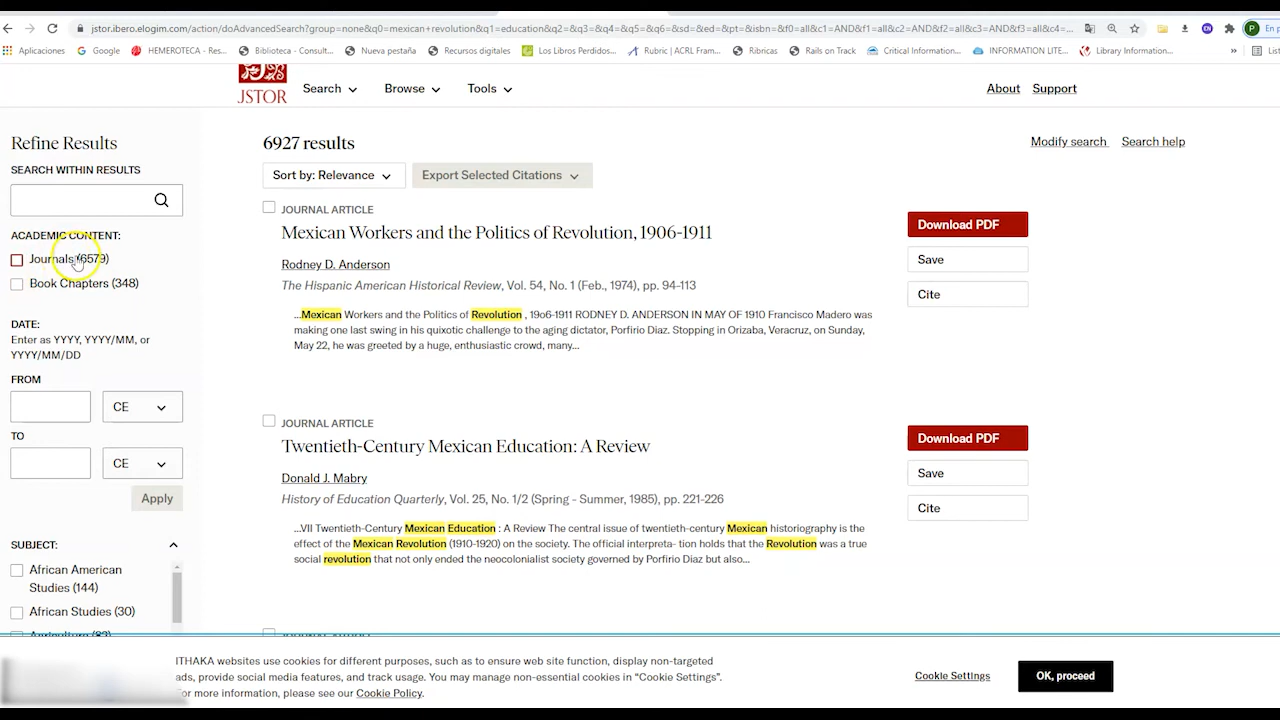 jstor.ibero.elogim.com/action/doAdvancedSearch?group=none&q0=mexican+revolution&q1=education&q2=&q3=&q4=&q5=&q6=&sd=&ed=&pt=&isbn=&f0=all&c1=AND&f1=all&c2=AND&f2=all&c3=AND&f3=all&c4=...
P
En p
Aplicaciones
Google
HEMEROTECA - Res...
Biblioteca - Consult...
Nueva pestaña
Recursos digitales
Los Libros Perdidos...
Rubric | ACRL Fram...
Ribricas
Rails on Track
Critical Information...
INFORMATION LITE...
Library Information...
»
List
JSTOR
Search
Browse
Tools
About
Support
Refine Results
SEARCH WITHIN RESULTS
ACADEMIC CONTENT:
Journals (6579)
Book Chapters (348)
DATE:
Enter as YYYY, YYYY/MM, or
YYYY/MM/DD
FROM
CE
TO
CE
Apply
SUBJECT:
African American
Studies (144)
African Studies (30)
6927 results
Modify search
Search help
Sort by: Relevance
Export Selected Citations
JOURNAL ARTICLE
Mexican Workers and the Politics of Revolution, 1906-1911
Rodney D. Anderson
The Hispanic American Historical Review, Vol. 54, No. 1 (Feb., 1974), pp. 94-113
...Mexican Workers and the Politics of Revolution , 19o6-1911 RODNEY D. ANDERSON IN MAY OF 1910 Francisco Madero was
making one last swing in his quixotic challenge to the aging dictator, Porfirio Diaz. Stopping in Orizaba, Veracruz, on Sunday,
May 22, he was greeted by a huge, enthusiastic crowd, many...
Download PDF
Save
Cite
JOURNAL ARTICLE
Twentieth-Century Mexican Education: A Review
Donald J. Mabry
History of Education Quarterly, Vol. 25, No. 1/2 (Spring - Summer, 1985), pp. 221-226
...VII Twentieth-Century Mexican Education : A Review The central issue of twentieth-century Mexican historiography is the
effect of the Mexican Revolution (1910-1920) on the society. The official interpreta- tion holds that the Revolution was a true
social revolution that not only ended the neocolonialist society governed by Porfirio Diaz but also...
Download PDF
Save
Cite
ITHAKA websites use cookies for different purposes, such as to ensure web site function, display non-targeted
ads, provide social media features, and track usage. You may manage non-essential cookies in “Cookie Settings”.
For more information, please see our Cookie Policy.
Cookie Settings
OK, proceed